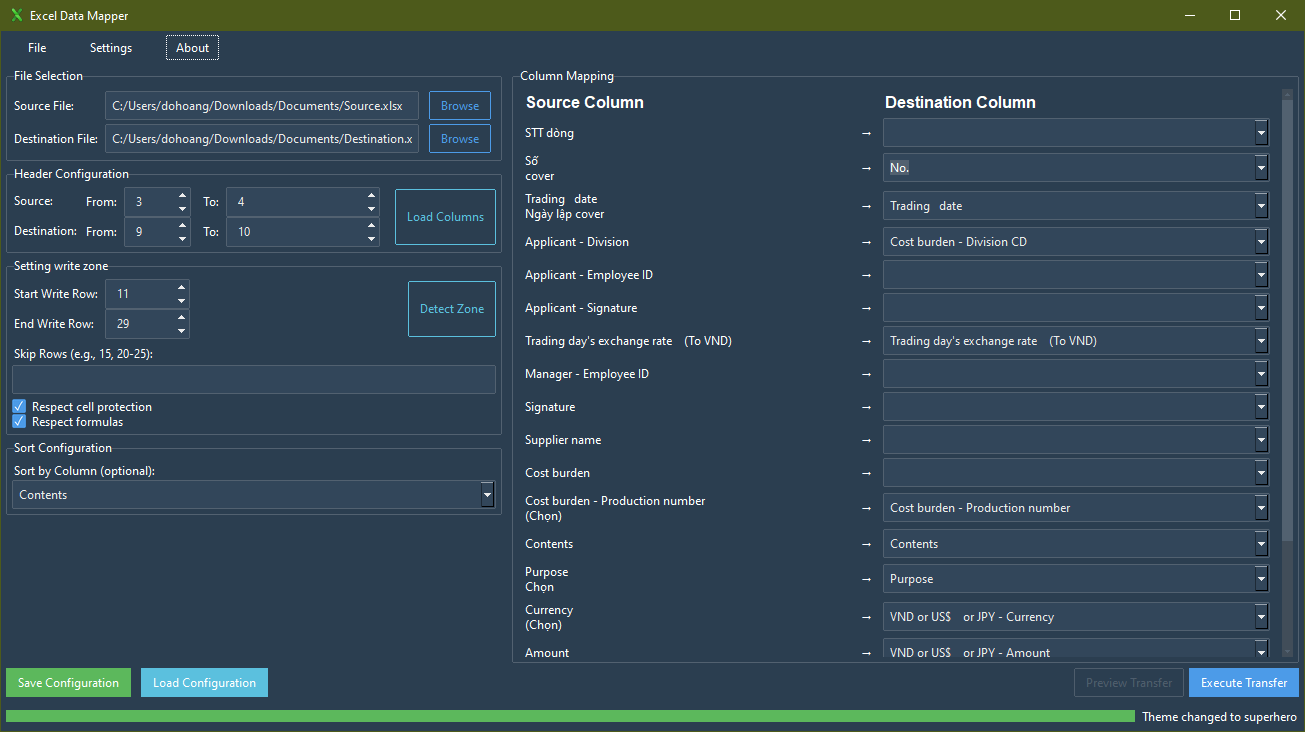 Excel Data Mapper
File Settings About
File Selection
Source File: C:/Users/dohoang/Downloads/Documents/Source.xlsx Browse
Destination File: C:/Users/dohoang/Downloads/Documents/Destination.x Browse
Header Configuration
Source: From: 3 To: 4
Load Columns
Destination: From: 9 To: 10
Setting write zone
Start Write Row: 11
Detect Zone
End Write Row: 29
Skip Rows (e.g., 15, 20-25):
Respect cell protection
Respect formulas
Sort Configuration
Sort by Column (optional):
Contents
Column Mapping
Source Column Destination Column
STT dòng →
Số
cover → No.
Trading date
Ngày lập cover → Trading date
Applicant - Division → Cost burden - Division CD
Applicant - Employee ID →
Applicant - Signature →
Trading day's exchange rate (To VND) → Trading day's exchange rate (To VND)
Manager - Employee ID →
Signature →
Supplier name →
Cost burden →
Cost burden - Production number
(Chọn) → Cost burden - Production number
Contents → Contents
Purpose
Chọn → Purpose
Currency
(Chọn) → VND or US$ or JPY - Currency
Amount → VND or US$ or JPY - Amount
Save Configuration Load Configuration Preview Transfer Execute Transfer
Theme changed to superhero